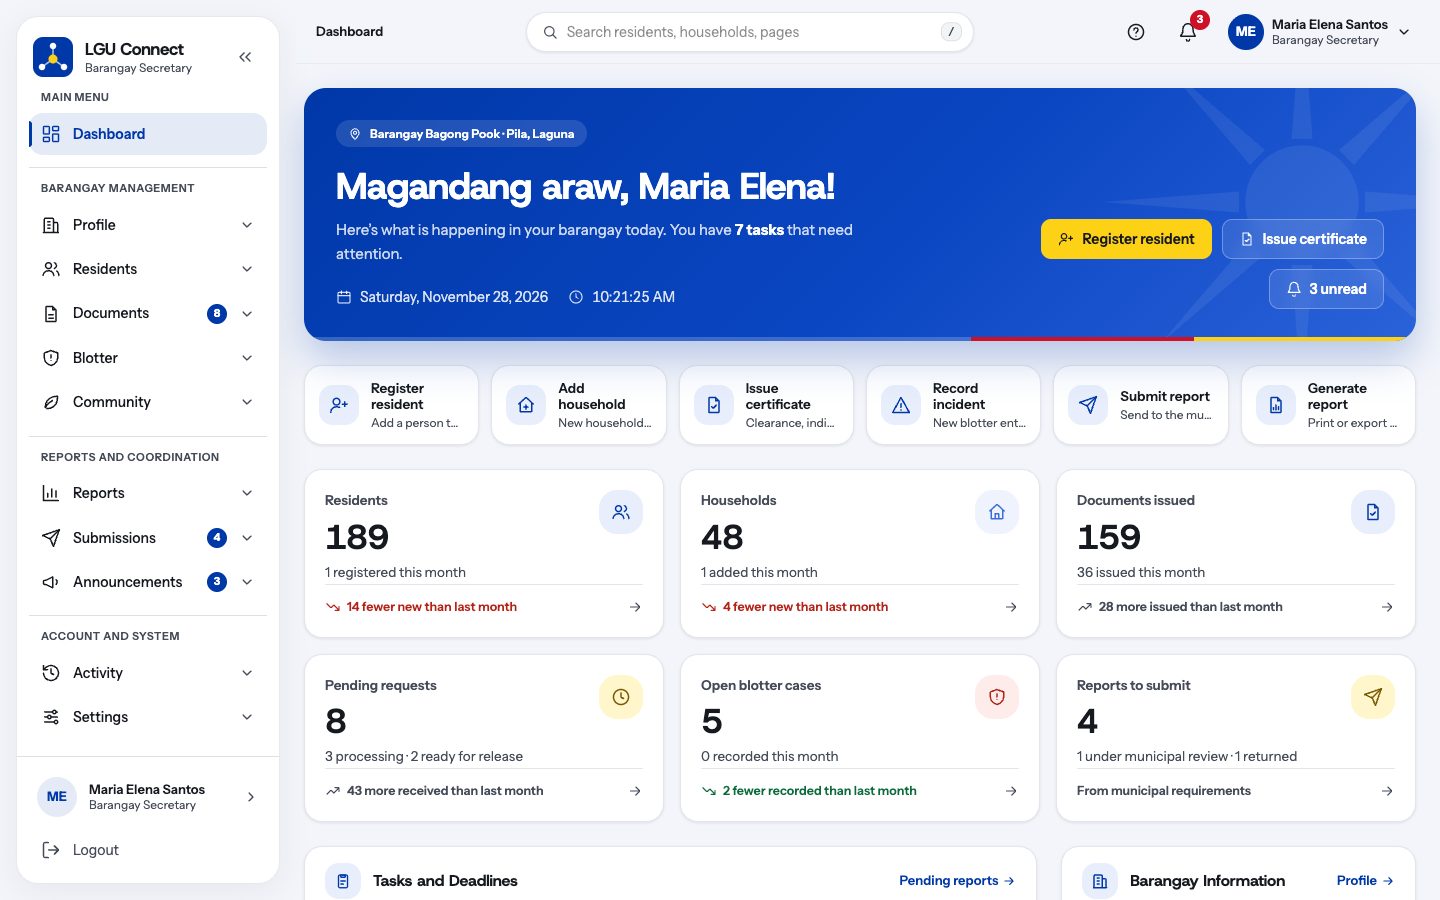 LGU Connect
Barangay Secretary
MAIN MENU
Dashboard
BARANGAY MANAGEMENT
Profile
Residents
Documents 8
Blotter
Community
REPORTS AND COORDINATION
Reports
Submissions 4
Announcements 3
ACCOUNT AND SYSTEM
Activity
Settings
ME
Maria Elena Santos
Barangay Secretary
Logout
Dashboard
Search residents, households, pages /
3
ME
Maria Elena Santos
Barangay Secretary
Barangay Bagong Pook · Pila, Laguna
Magandang araw, Maria Elena!
Here's what is happening in your barangay today. You have 7 tasks that need
attention.
Saturday, November 28, 2026 10:21:25 AM
Register resident
Issue certificate
3 unread
Register
resident
Add a person t...
Add
household
New household...
Issue
certificate
Clearance, indi...
Record
incident
New blotter ent...
Submit report
Send to the mu...
Generate
report
Print or export ...
Residents
189
1 registered this month
14 fewer new than last month
Households
48
1 added this month
4 fewer new than last month
Documents issued
159
36 issued this month
28 more issued than last month
Pending requests
8
3 processing · 2 ready for release
43 more received than last month
Open blotter cases
5
0 recorded this month
2 fewer recorded than last month
Reports to submit
4
1 under municipal review · 1 returned
From municipal requirements
Tasks and Deadlines
Pending reports
Barangay Information
Profile